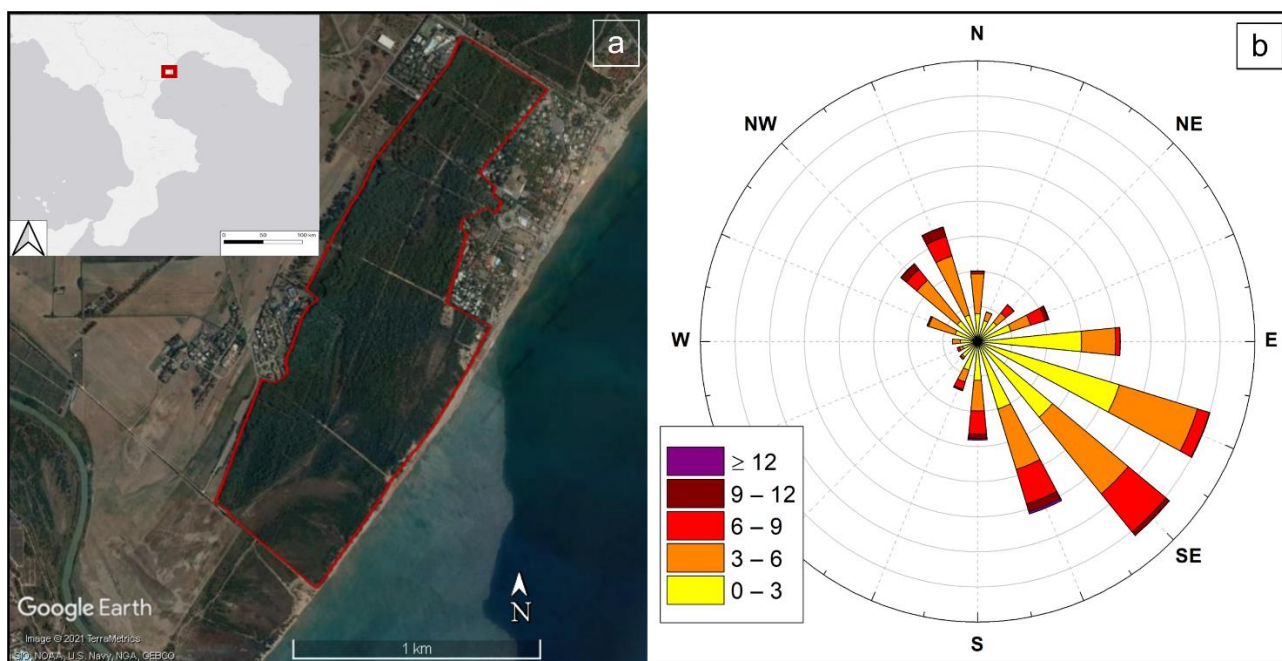 a
0 50 100 km
Google Earth
Image © 2021 TerraMetrics
SIO, NOAA, U.S. Navy, NGA, GEBCO
N
1 km
b
N
NW
NE
W
E
SE
S
≥ 12
9 – 12
6 – 9
3 – 6
0 – 3